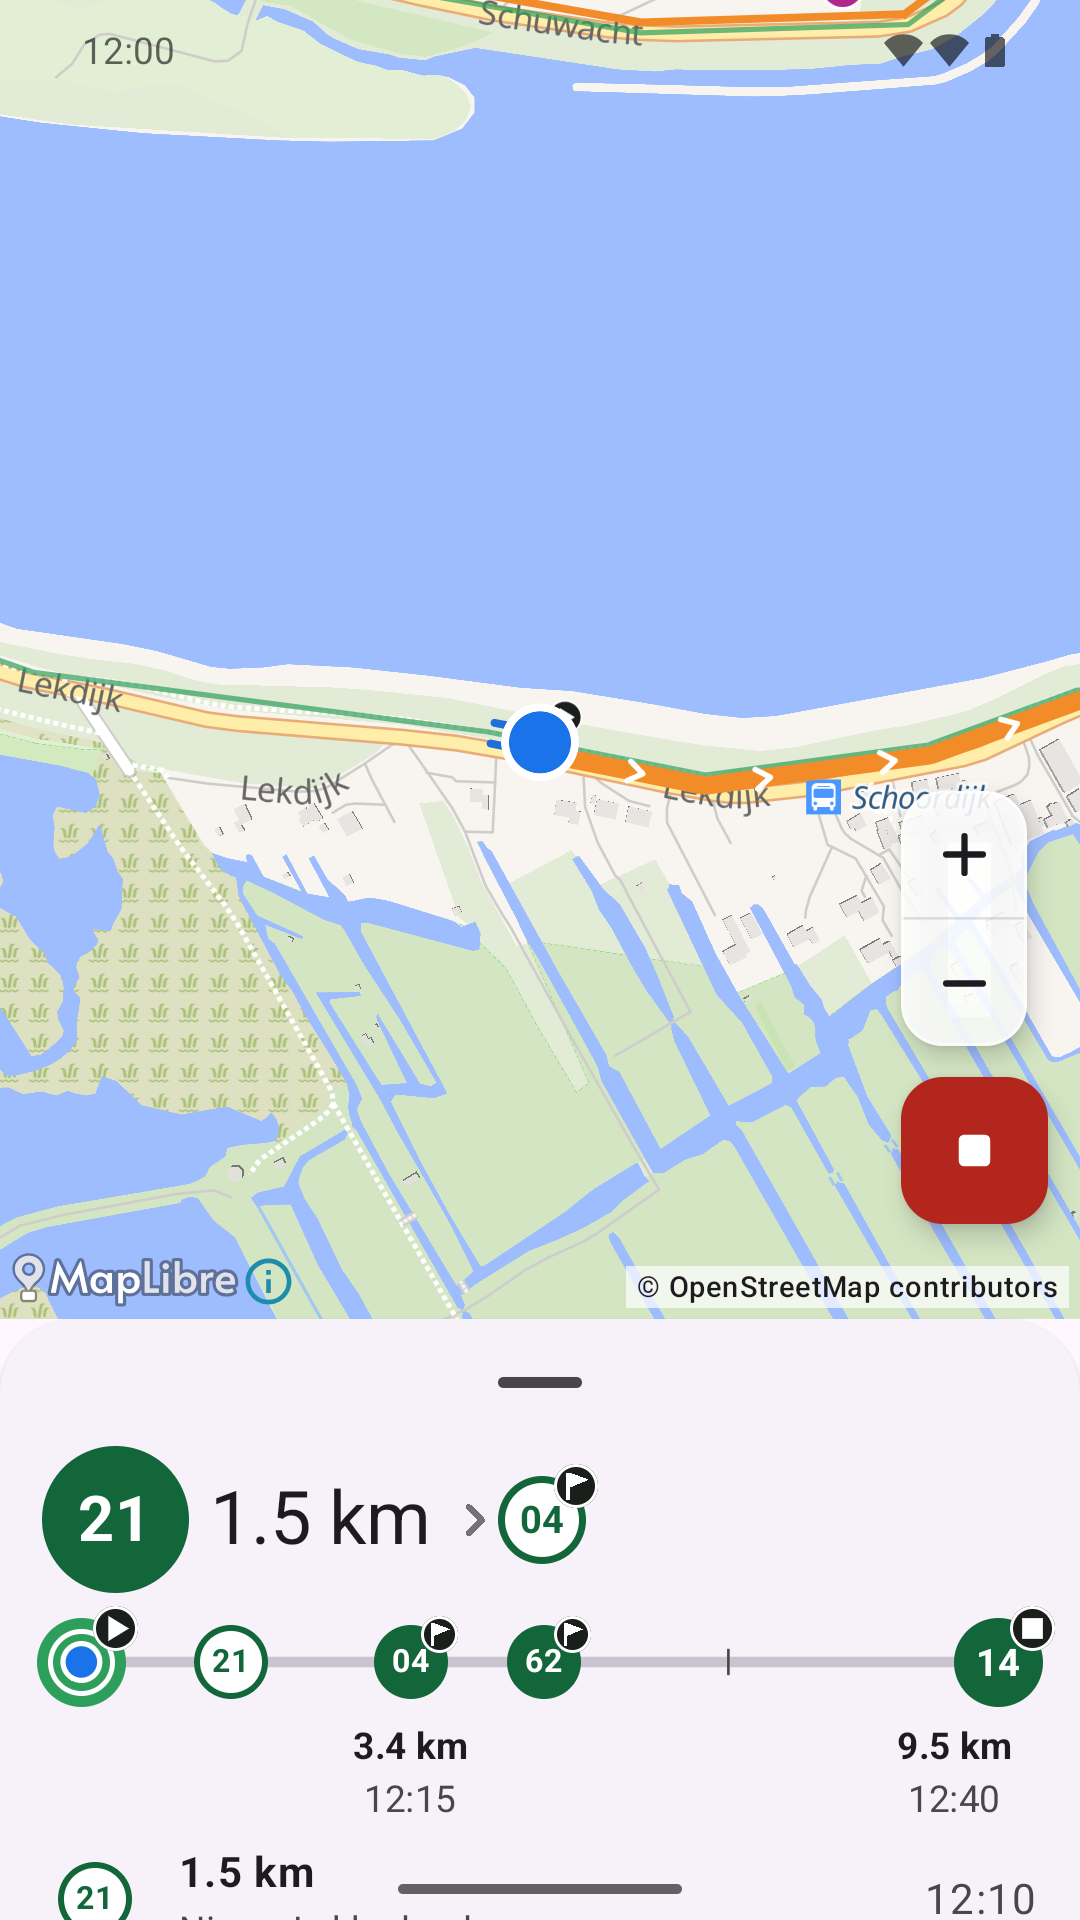 Schuwacht
12:00
Lekdijk
Lekdijk
Lekdijk
Schoordijk
+
−
MapLibre
© OpenStreetMap contributors
21 1.5 km > 04
21 04 62 14
3.4 km 9.5 km
12:15 12:40
21 1.5 km 12:10